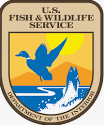 U.S.
FISH & WILDLIFE
SERVICE
DEPARTMENT OF THE INTERIOR